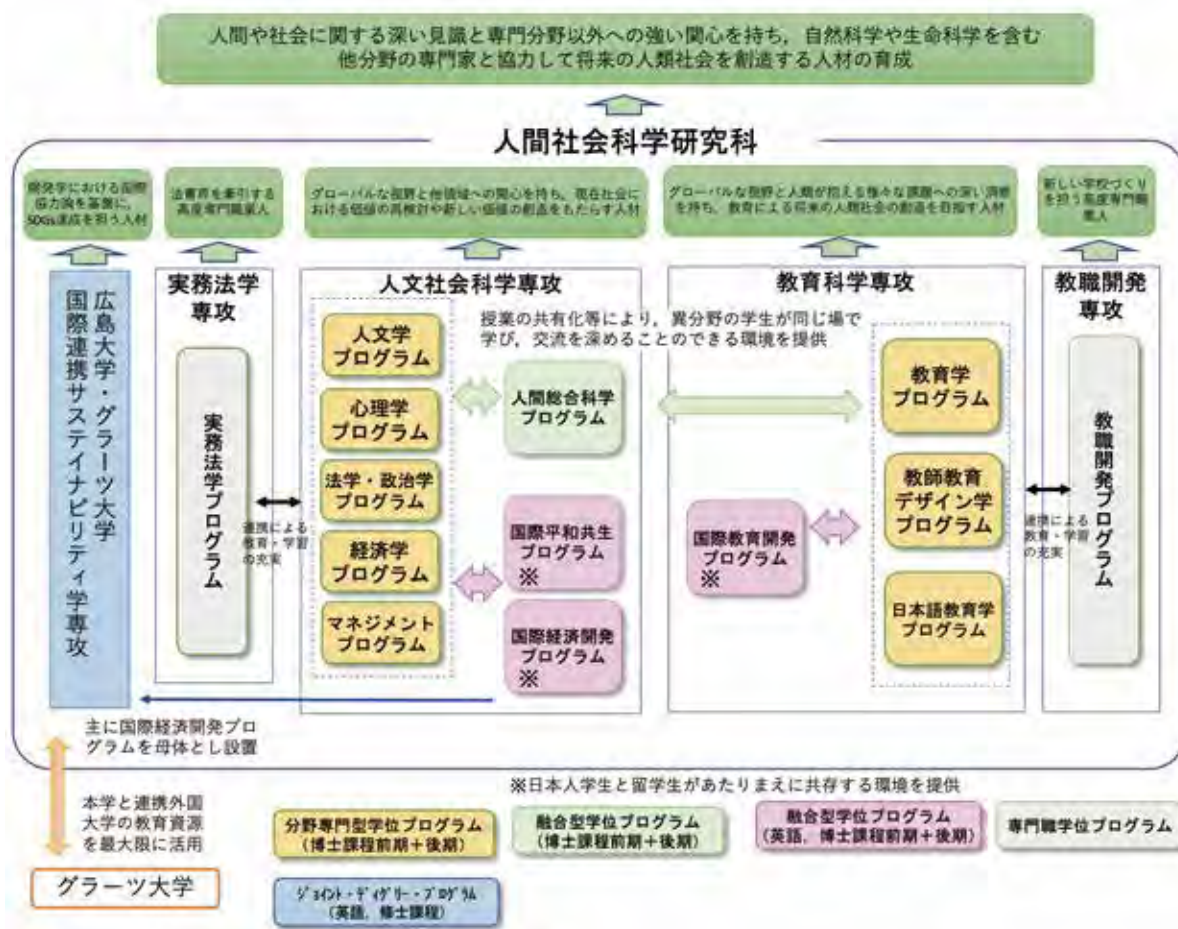 人間や社会に関する深い見識と専門分野以外への強い関心を持ち，自然科学や生命科学を含む
他分野の専門家と協力して将来の人類社会を創造する人材の育成
人間社会科学研究科
開発学における国際
協力論を基盤に，
SDGs達成を担う人材
法曹界を牽引する
高度専門職業人
グローバルな視野と他領域への関心を持ち，現在社会に
おける価値の再検討や新しい価値の創造をもたらす人材
グローバルな視野と人類が抱える様々な課題への深い洞察
を持ち，教育による将来の人類社会の創造を目指す人材
新しい学校づくり
を担う高度専門職
業人
広島大学・グラーツ大学
国際連携サステイナビリティ学専攻
実務法学
専攻
実務法学プログラム
連携による
教育・学習
の充実
人文社会科学専攻
授業の共有化等により，異分野の学生が同じ場で
学び，交流を深めることのできる環境を提供
人文学
プログラム
心理学
プログラム
法学・政治学
プログラム
経済学
プログラム
マネジメント
プログラム
人間総合科学
プログラム
国際平和共生
プログラム
※
国際経済開発
プログラム
※
教育科学専攻
国際教育開発
プログラム
※
教育学
プログラム
教師教育
デザイン学
プログラム
日本語教育学
プログラム
連携による
教育・学習
の充実
教職開発
専攻
教職開発プログラム
主に国際経済開発プロ
グラムを母体とし設置
※日本人学生と留学生があたりまえに共存する環境を提供
本学と連携外国
大学の教育資源
を最大限に活用
グラーツ大学
分野専門型学位プログラム
（博士課程前期＋後期）
融合型学位プログラム
（博士課程前期＋後期）
融合型学位プログラム
（英語，博士課程前期＋後期）
専門職学位プログラム
ｼﾞｮｲﾝﾄ・ﾃﾞｨｸﾞﾘｰ・ﾌﾟﾛｸﾞﾗﾑ
（英語，修士課程）